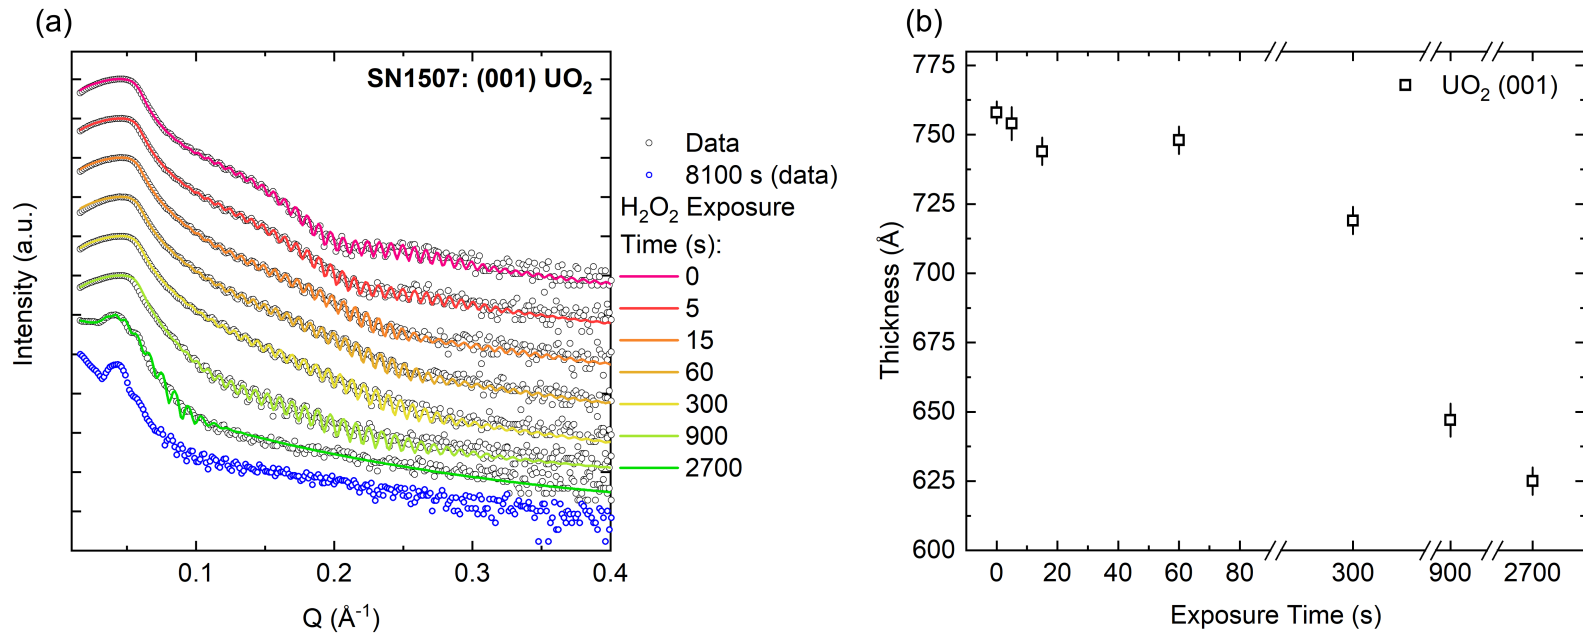 (a)
SN1507: (001) UO₂
Intensity (a.u.)
0.1 0.2 0.3 0.4
Q (Å⁻¹)
Data
8100 s (data)
H₂O₂ Exposure
Time (s):
0
5
15
60
300
900
2700
(b)
UO₂ (001)
Thickness (Å)
775
750
725
700
675
650
625
600
0 20 40 60 80 300 900 2700
Exposure Time (s)